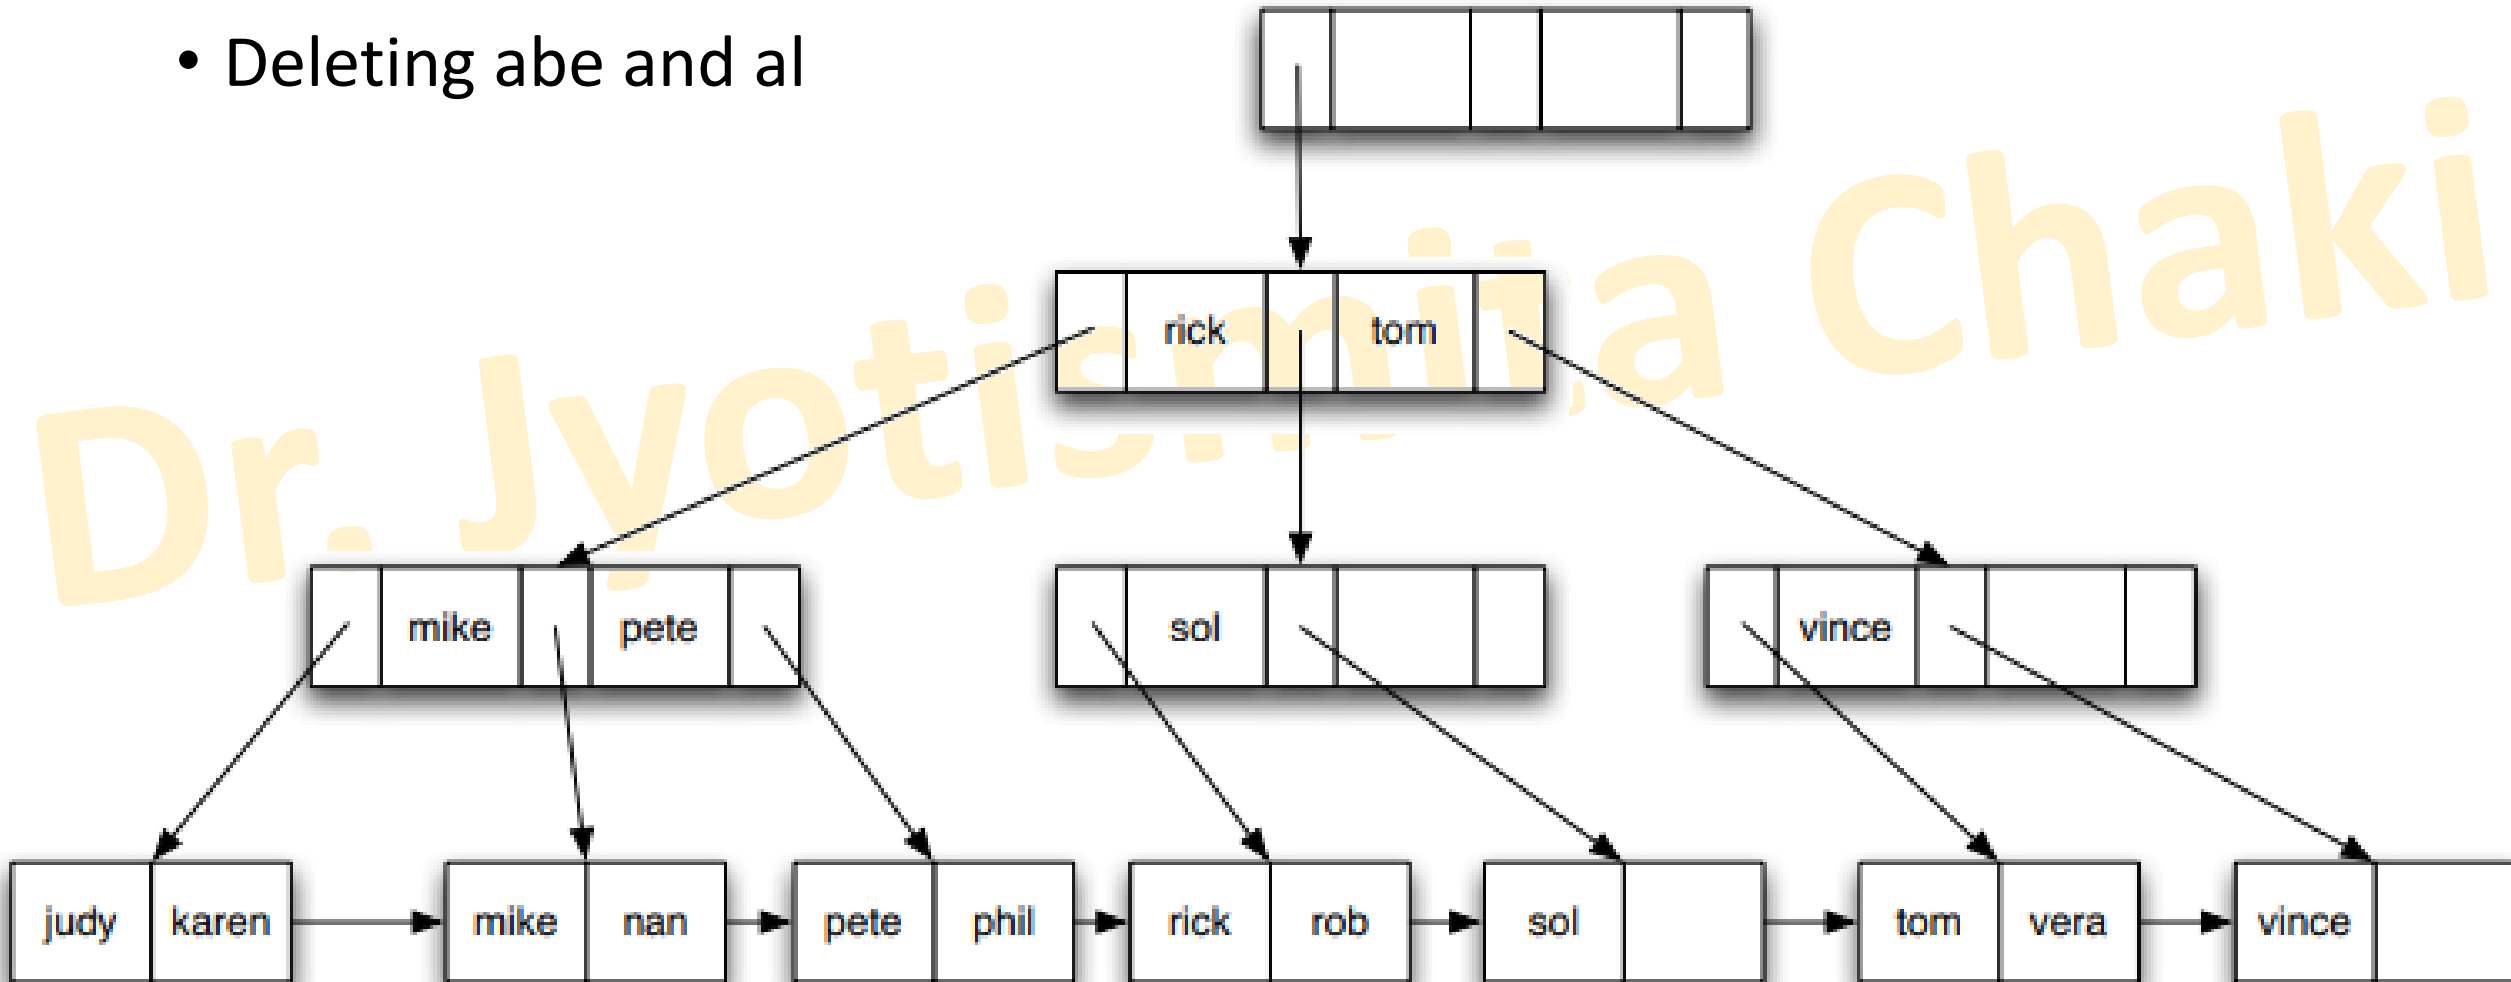 • Deleting abe and al
Dr. Jyotismita Chaki
rick tom
mike pete sol vince
judy karen mike nan pete phil rick rob sol tom vera vince